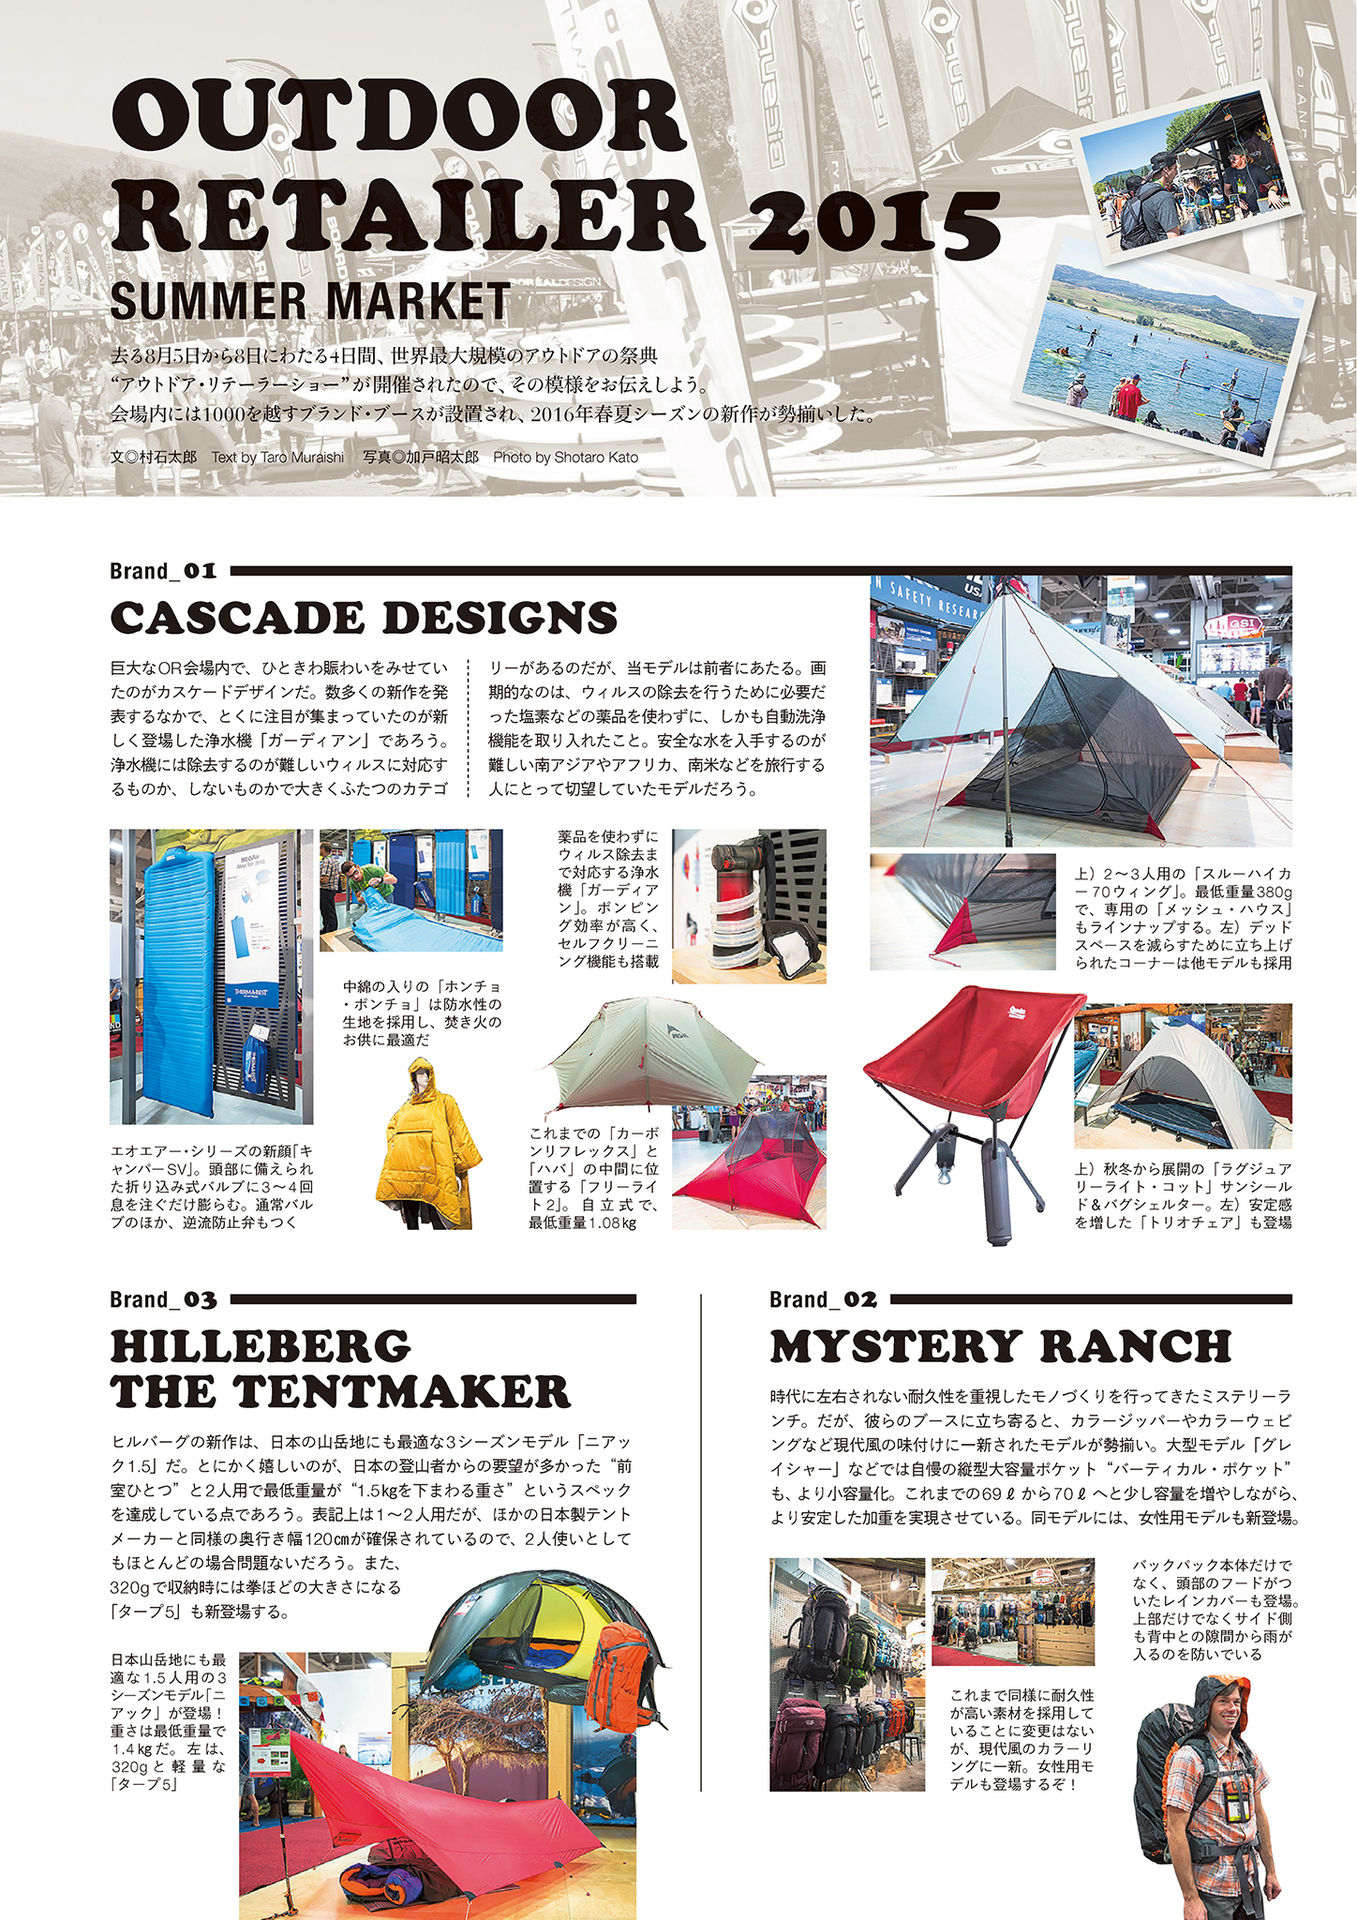 OUTDOOR
RETAILER 2015
SUMMER MARKET
去る8月5日から8日にわたる4日間、世界最大規模のアウトドアの祭典
“アウトドア・リテーラーショー”が開催されたので、その模様をお伝えしよう。
会場内には1000を越すブランド・ブースが設置され、2016年春夏シーズンの新作が勢揃いした。
文◎村石太郎 Text by Taro Muraishi 写真◎加戸昭太郎 Photo by Shotaro Kato
Brand_01
CASCADE DESIGNS
巨大なOR会場内で、ひときわ賑わいをみせてい
たのがカスケードデザインだ。数多くの新作を発
表するなかで、とくに注目が集まっていたのが新
しく登場した浄水機「ガーディアン」であろう。
浄水機には除去するのが難しいウィルスに対応す
るものか、しないものかで大きくふたつのカテゴ
リーがあるのだが、当モデルは前者にあたる。画
期的なのは、ウィルスの除去を行うために必要だ
った塩素などの薬品を使わずに、しかも自動洗浄
機能を取り入れたこと。安全な水を入手するのが
難しい南アジアやアフリカ、南米などを旅行する
人にとって切望していたモデルだろう。
N SAFETY RESEARC
USA
GSI
薬品を使わずに
ウィルス除去ま
で対応する浄水
機「ガーディア
ン」。ポンピン
グ効率が高く、
セルフクリーニ
ング機能も搭載
上）2〜3人用の「スルーハイカ
ー70ウィング」。最低重量380g
で、専用の「メッシュ・ハウス」
もラインナップする。左）デッド
スペースを減らすために立ち上げ
られたコーナーは他モデルも採用
NEOAir
THERMAREST
中綿の入りの「ホンチョ
・ポンチョ」は防水性の
生地を採用し、焚き火の
お供に最適だ
MSR
エオエアー・シリーズの新顔「キ
ャンパーSV」。頭部に備えられ
た折り込み式バルブに3〜4回
息を注ぐだけ膨らむ。通常バル
ブのほか、逆流防止弁もつく
これまでの「カーボ
ンリフレックス」と
「ハバ」の中間に位
置する「フリーライ
ト2」。自立式で、
最低重量1.08kg
上）秋冬から展開の「ラグジュア
リーライト・コット」サンシール
ド&バグシェルター。左）安定感
を増した「トリオチェア」も登場
Brand_03
HILLEBERG
THE TENTMAKER
ヒルバーグの新作は、日本の山岳地にも最適な3シーズンモデル「ニアッ
ク1.5」だ。とにかく嬉しいのが、日本の登山者からの要望が多かった“前
室ひとつ”と2人用で最低重量が“1.5kgを下まわる重さ”というスペック
を達成している点であろう。表記上は1〜2人用だが、ほかの日本製テント
メーカーと同様の奥行き幅120cmが確保されているので、2人使いとして
もほとんどの場合問題ないだろう。また、
320gで収納時には拳ほどの大きさになる
「タープ5」も新登場する。
日本山岳地にも最
適な1.5人用の3
シーズンモデル「ニ
アック」が登場！
重さは最低重量で
1.4kgだ。左は、
320gと軽量な
「タープ5」
Brand_02
MYSTERY RANCH
時代に左右されない耐久性を重視したモノづくりを行ってきたミステリーラ
ンチ。だが、彼らのブースに立ち寄ると、カラージッパーやカラーウェビ
ングなど現代風の味付けに一新されたモデルが勢揃い。大型モデル「グレ
イシャー」などでは自慢の縦型大容量ポケット“バーティカル・ポケット”
も、より小容量化。これまでの69ℓから70ℓへと少し容量を増やしながら、
より安定した加重を実現させている。同モデルには、女性用モデルも新登場。
バックパック本体だけで
なく、頭部のフードがつ
いたレインカバーも登場。
上部だけでなくサイド側
も背中との隙間から雨が
入るのを防いでいる
これまで同様に耐久性
が高い素材を採用して
いることに変更はない
が、現代風のカラーリ
ングに一新。女性用モ
デルも登場するぞ！